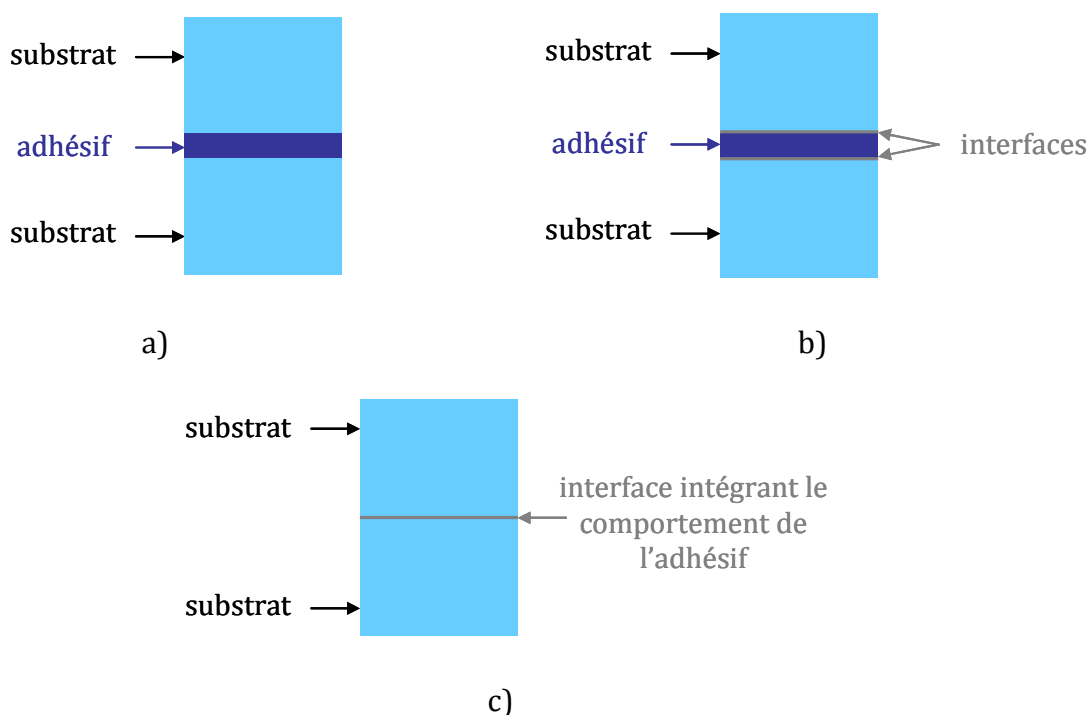 substrat
adhésif
substrat
a)
substrat
adhésif
interfaces
substrat
b)
substrat
interface intégrant le
comportement de
l’adhésif
substrat
c)